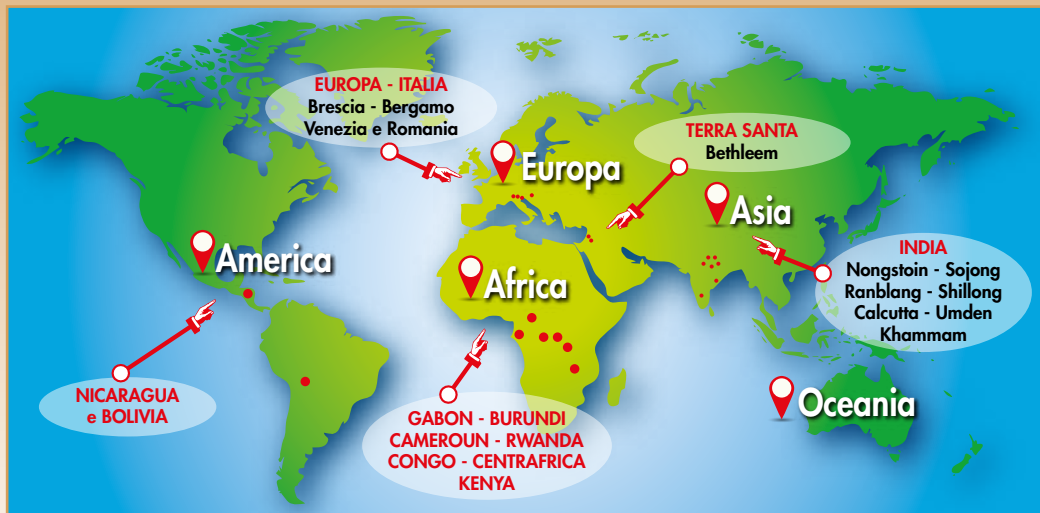 EUROPA - ITALIA
Brescia - Bergamo
Venezia e Romania
TERRA SANTA
Bethleem
Europa
Asia
America
Africa
INDIA
Nongstoin - Sojong
Ranblang - Shillong
Calcutta - Umden
Khammam
NICARAGUA
e BOLIVIA
GABON - BURUNDI
CAMEROUN - RWANDA
CONGO - CENTRAFRICA
KENYA
Oceania